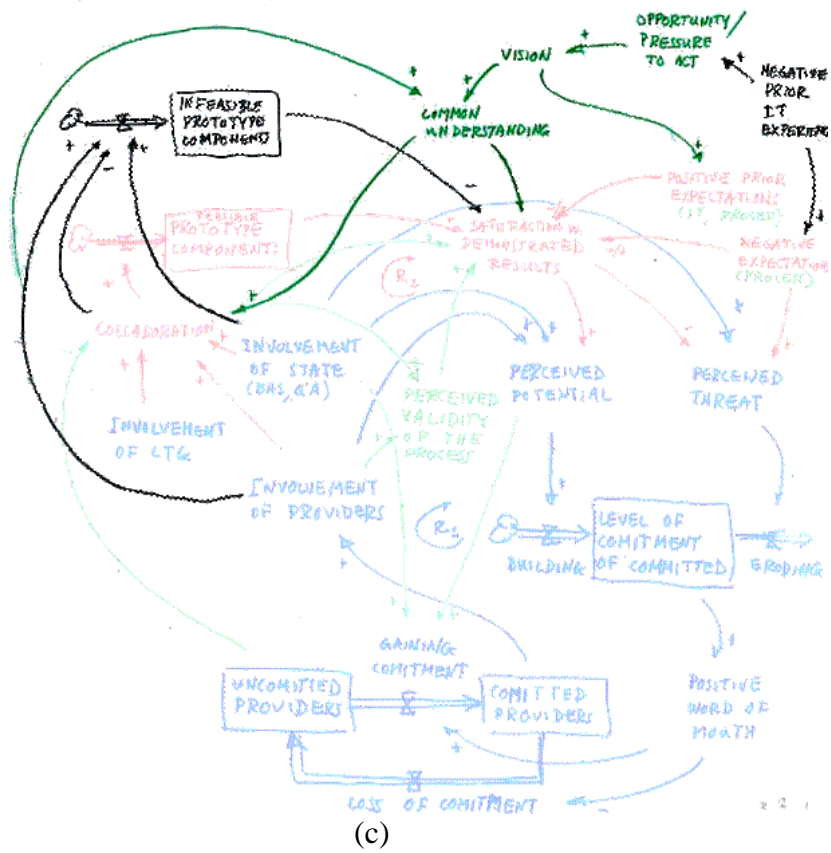 OPPORTUNITY/
PRESSURE
TO ACT
VISION
NEGATIVE
PRIOR
IT
EXPERIENC
INFEASIBLE
PROTOTYPE
COMPONENTS
COMMON
UNDERSTANDING
POSITIVE PRIOR
EXPECTATIONS
(IT, PROCESS)
FEASIBLE
PROTOTYPE
COMPONENTS
SATISFACTION W.
DEMONSTRATED
RESULTS
NEGATIVE
EXPECTATIONS
(PROCESS)
R2
COLLABORATION
INVOLVEMENT
OF STATE
(DHS, Q'A)
PERCEIVED
POTENTIAL
PERCEIVED
THREAT
PERCEIVED
VALIDITY
OF THE
PROCESS
INVOLVEMENT
OF LTG
INVOLVEMENT
OF PROVIDERS
R1
LEVEL OF
COMITMENT
OF COMMITTED
BUILDING
ERODING
GAINING
COMITMENT
UNCOMITTED
PROVIDERS
COMITTED
PROVIDERS
POSITIVE
WORD OF
MOUTH
LOSS OF COMITMENT
(c)